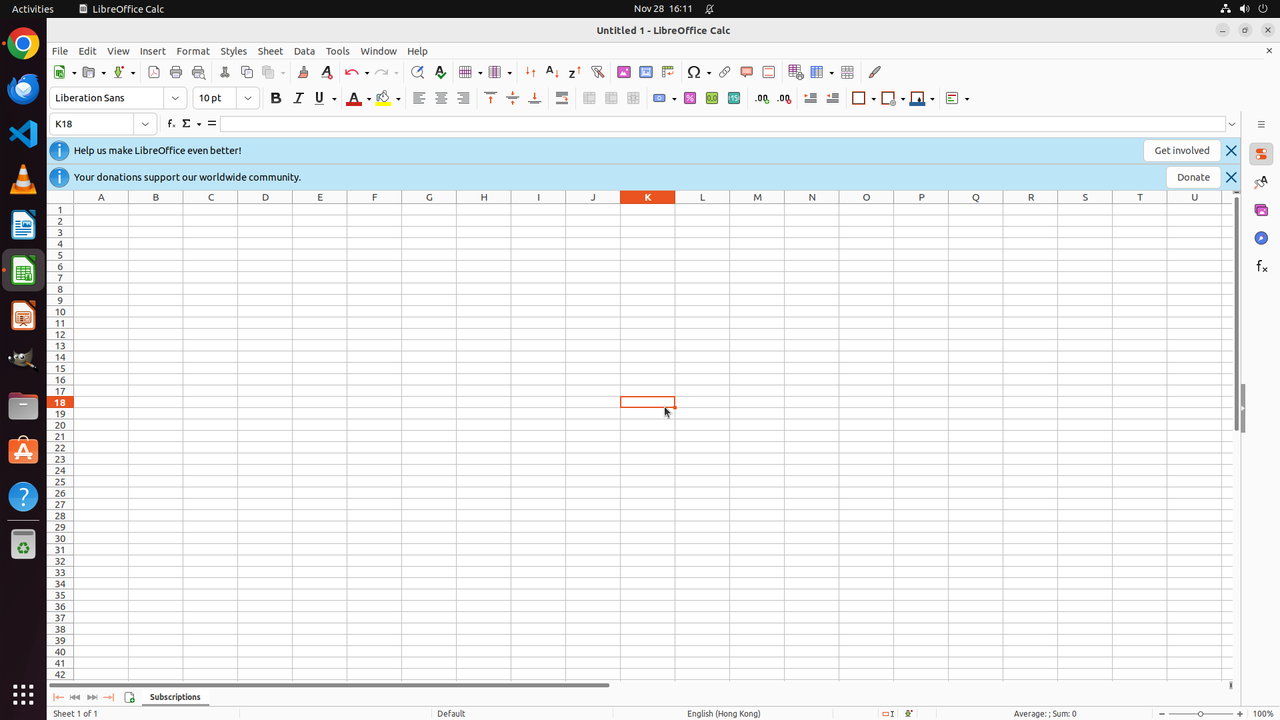 Activities
LibreOffice Calc
Nov 28 16:11
Untitled 1 - LibreOffice Calc
File Edit View Insert Format Styles Sheet Data Tools Window Help
Liberation Sans
10 pt
K18
Help us make LibreOffice even better!
Get involved
Your donations support our worldwide community.
Donate
A B C D E F G H I J K L M N O P Q R S T U
1
2
3
4
5
6
7
8
9
10
11
12
13
14
15
16
17
18
19
20
21
22
23
24
25
26
27
28
29
30
31
32
33
34
35
36
37
38
39
40
41
42
Subscriptions
Sheet 1 of 1
Default
English (Hong Kong)
Average: ; Sum: 0
100%